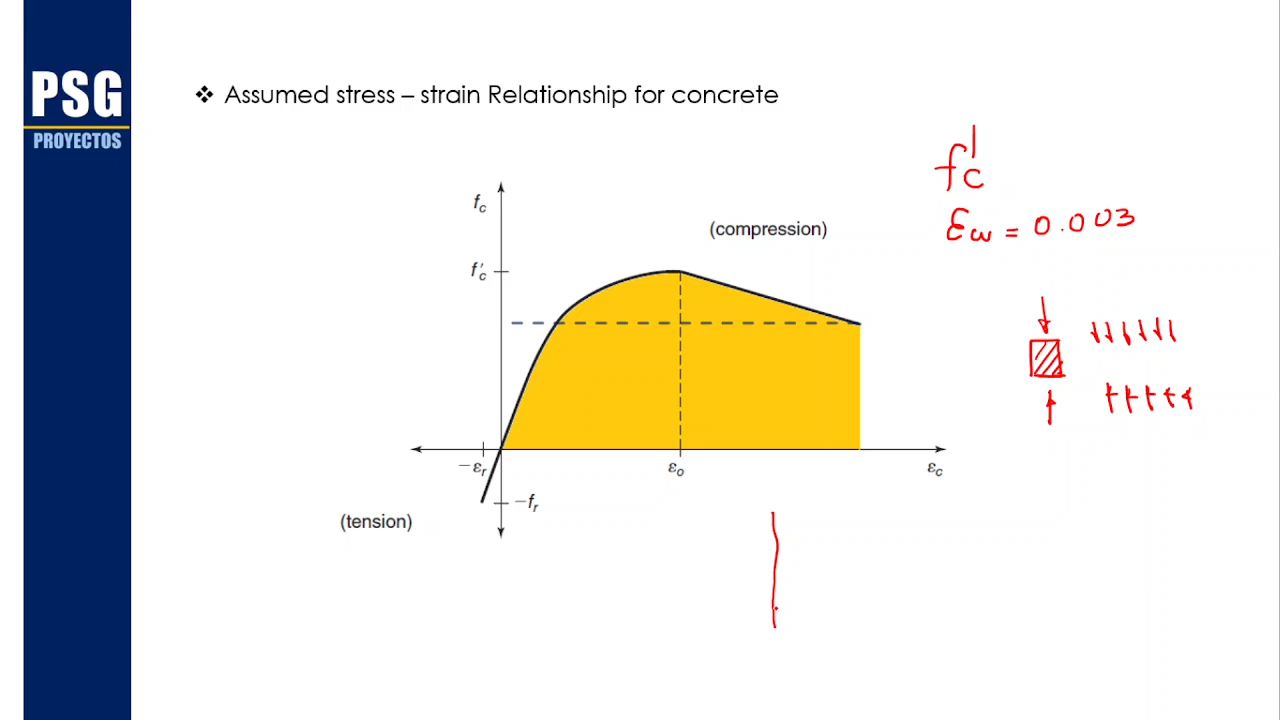 PSG
PROYECTOS
❖ Assumed stress – strain Relationship for concrete
f'c
εcu = 0.003
fc
(compression)
f'c
−εr
εo
εc
−fr
(tension)